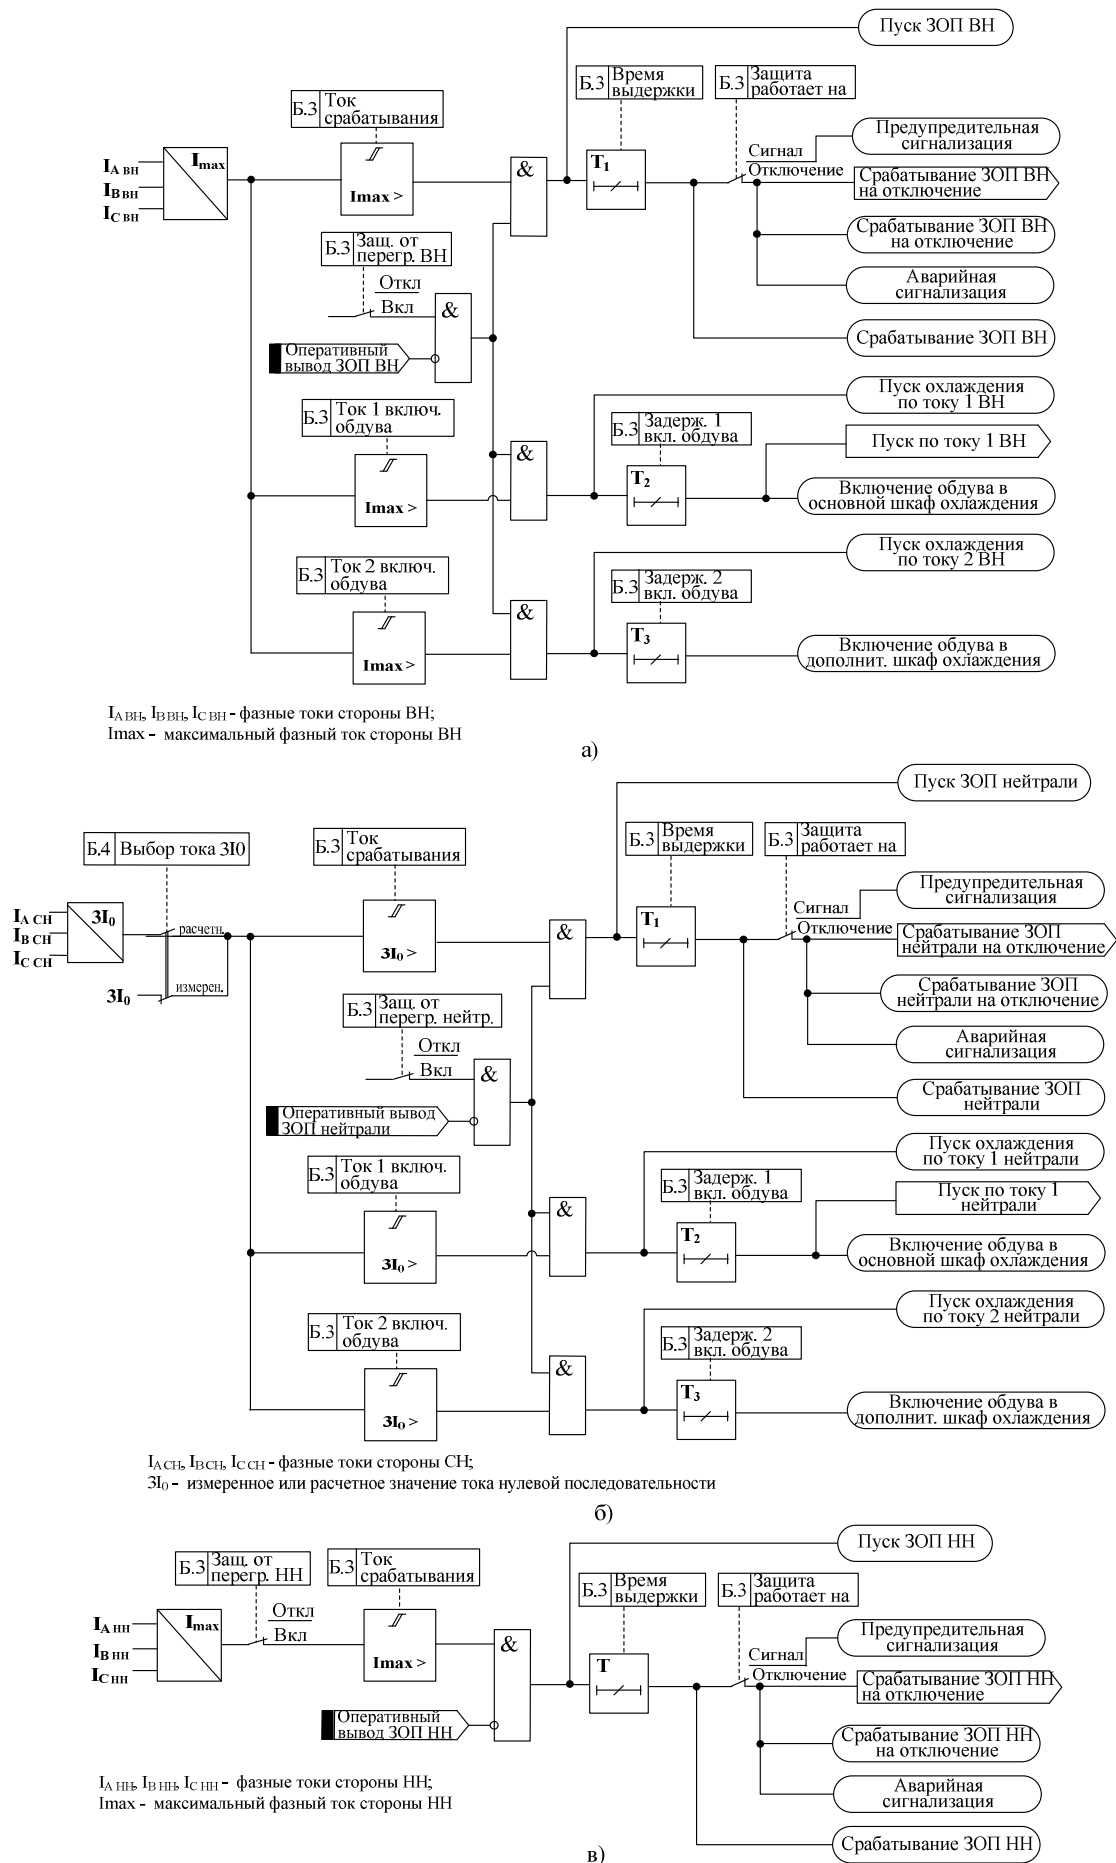 Пуск ЗОП ВН
Б.3 Время выдержки
Б.3 Защита работает на
Б.3 Ток срабатывания
Предупредительная сигнализация
I A ВН
I B ВН
I C ВН
Imax
Imax >
&
T1
Сигнал
Отключение
Срабатывание ЗОП ВН на отключение
Срабатывание ЗОП ВН на отключение
Б.3 Защ. от перегр. ВН
Откл
Вкл
&
Аварийная сигнализация
Оперативный вывод ЗОП ВН
Срабатывание ЗОП ВН
Пуск охлаждения по току 1 ВН
Б.3 Ток 1 включ. обдува
Б.3 Задерж. 1 вкл. обдува
Пуск по току 1 ВН
Imax >
&
T2
Включение обдува в основной шкаф охлаждения
Пуск охлаждения по току 2 ВН
Б.3 Ток 2 включ. обдува
Б.3 Задерж. 2 вкл. обдува
Imax >
&
T3
Включение обдува в дополнит. шкаф охлаждения
I A ВН, I B ВН, I C ВН - фазные токи стороны ВН;
Imax - максимальный фазный ток стороны ВН
а)
Пуск ЗОП нейтрали
Б.4 Выбор тока 3I0
Б.3 Ток срабатывания
Б.3 Время выдержки
Б.3 Защита работает на
Предупредительная сигнализация
I A СН
I B СН
I C СН
3I0
расчетн.
3I0
измерен.
3I0 >
&
T1
Сигнал
Отключение
Срабатывание ЗОП нейтрали на отключение
Срабатывание ЗОП нейтрали на отключение
Б.3 Защ. от перегр. нейтр.
Откл
Вкл
&
Аварийная сигнализация
Оперативный вывод ЗОП нейтрали
Срабатывание ЗОП нейтрали
Пуск охлаждения по току 1 нейтрали
Б.3 Ток 1 включ. обдува
Б.3 Задерж. 1 вкл. обдува
Пуск по току 1 нейтрали
3I0 >
&
T2
Включение обдува в основной шкаф охлаждения
Пуск охлаждения по току 2 нейтрали
Б.3 Ток 2 включ. обдува
Б.3 Задерж. 2 вкл. обдува
3I0 >
&
T3
Включение обдува в дополнит. шкаф охлаждения
I A СН, I B СН, I C СН - фазные токи стороны СН;
3I0 - измеренное или расчетное значение тока нулевой последовательности
б)
Пуск ЗОП НН
Б.3 Защ. от перегр. НН
Б.3 Ток срабатывания
Б.3 Время выдержки
Б.3 Защита работает на
I A НН
I B НН
I C НН
Imax
Откл
Вкл
Imax >
&
T
Предупредительная сигнализация
Сигнал
Отключение
Срабатывание ЗОП НН на отключение
Оперативный вывод ЗОП НН
Срабатывание ЗОП НН на отключение
I A НН, I B НН, I C НН - фазные токи стороны НН;
Imax - максимальный фазный ток стороны НН
Аварийная сигнализация
Срабатывание ЗОП НН
в)